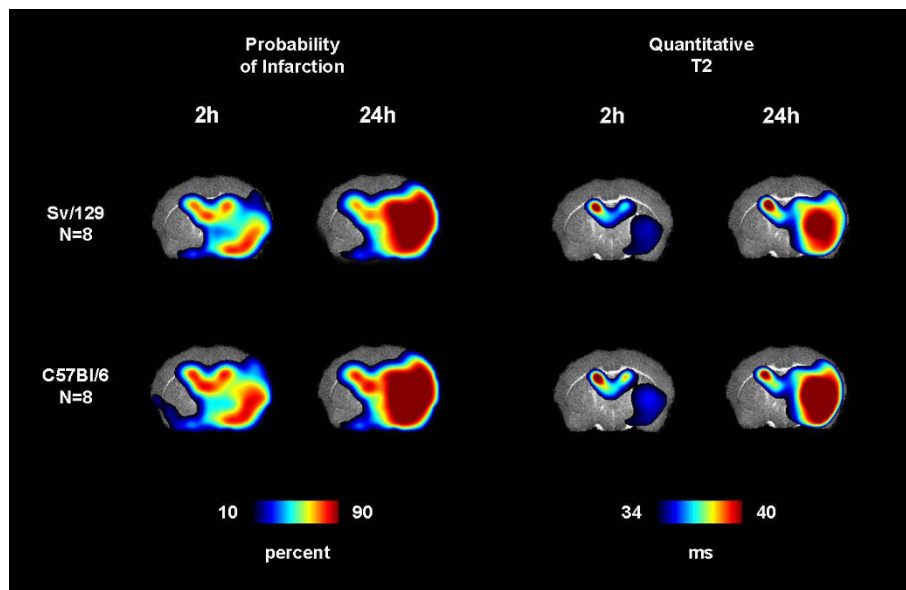 Probability
of Infarction
Quantitative
T2
2h
24h
2h
24h
Sv/129
N=8
C57Bl/6
N=8
10
90
percent
34
40
ms